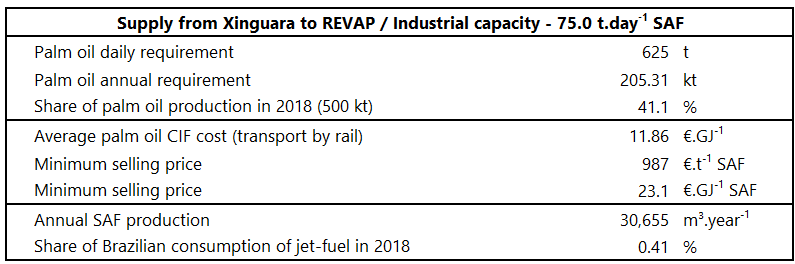 Supply from Xinguara to REVAP / Industrial capacity - 75.0 t.day⁻¹ SAF
Palm oil daily requirement 625 t
Palm oil annual requirement 205.31 kt
Share of palm oil production in 2018 (500 kt) 41.1 %
Average palm oil CIF cost (transport by rail) 11.86 €.GJ⁻¹
Minimum selling price 987 €.t⁻¹ SAF
Minimum selling price 23.1 €.GJ⁻¹ SAF
Annual SAF production 30,655 m³.year⁻¹
Share of Brazilian consumption of jet-fuel in 2018 0.41 %